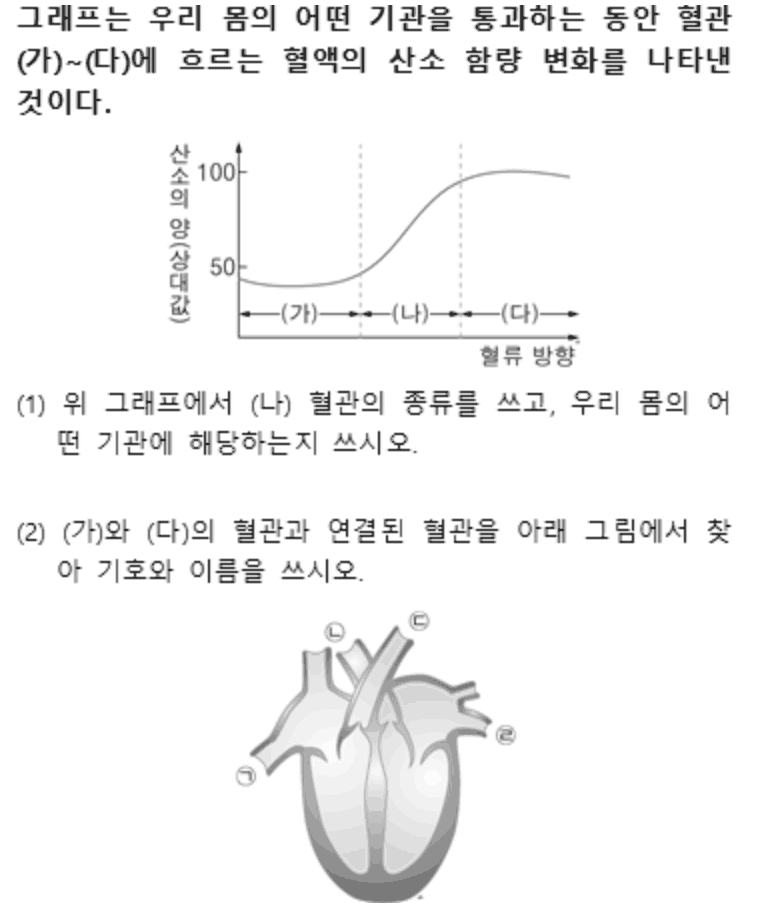 그래프는 우리 몸의 어떤 기관을 통과하는 동안 혈관
(가)~(다)에 흐르는 혈액의 산소 함량 변화를 나타낸
것이다.
산소의 양(상대값)
100
50
(가)
(나)
(다)
혈류 방향
(1) 위 그래프에서 (나) 혈관의 종류를 쓰고, 우리 몸의 어
떤 기관에 해당하는지 쓰시오.
(2) (가)와 (다)의 혈관과 연결된 혈관을 아래 그림에서 찾
아 기호와 이름을 쓰시오.
㉡
㉢
㉣
㉠